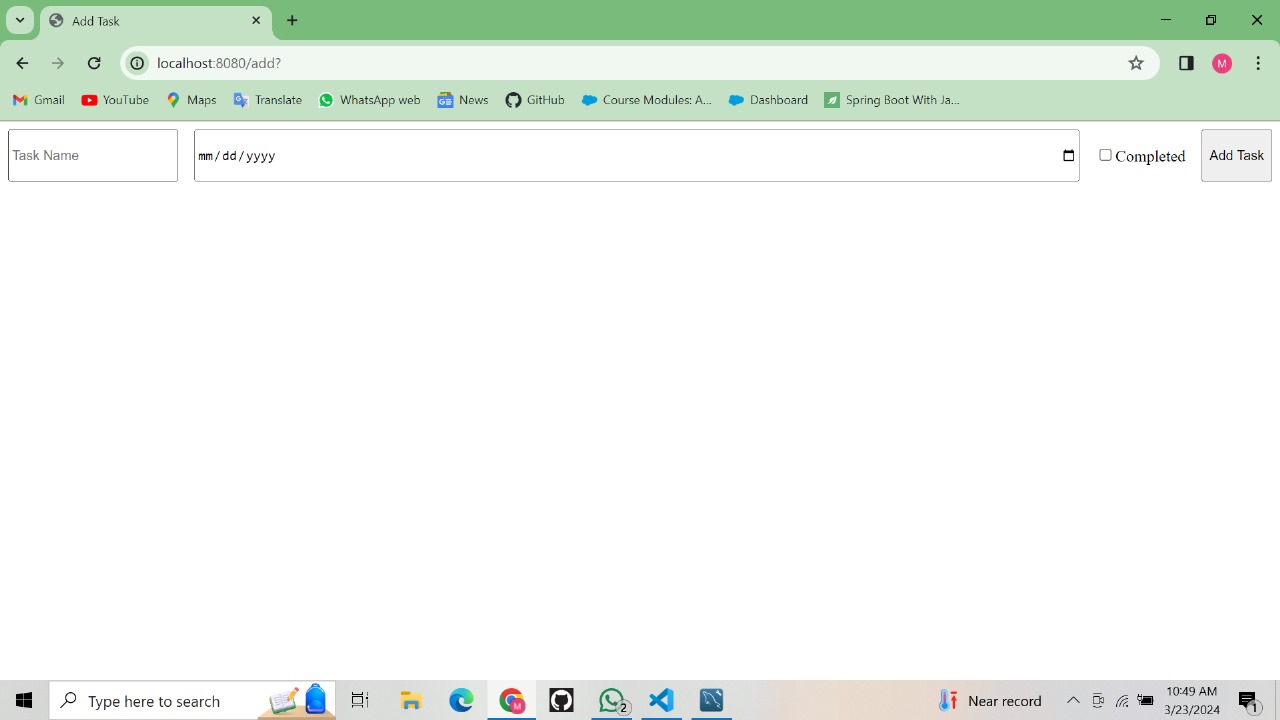 Add Task
localhost:8080/add?
M
Gmail YouTube Maps Translate WhatsApp web News GitHub Course Modules: A... Dashboard Spring Boot With Ja...
Task Name mm/dd/yyyy Completed Add Task
Type here to search M 2 Near record 10:49 AM
3/23/2024 1